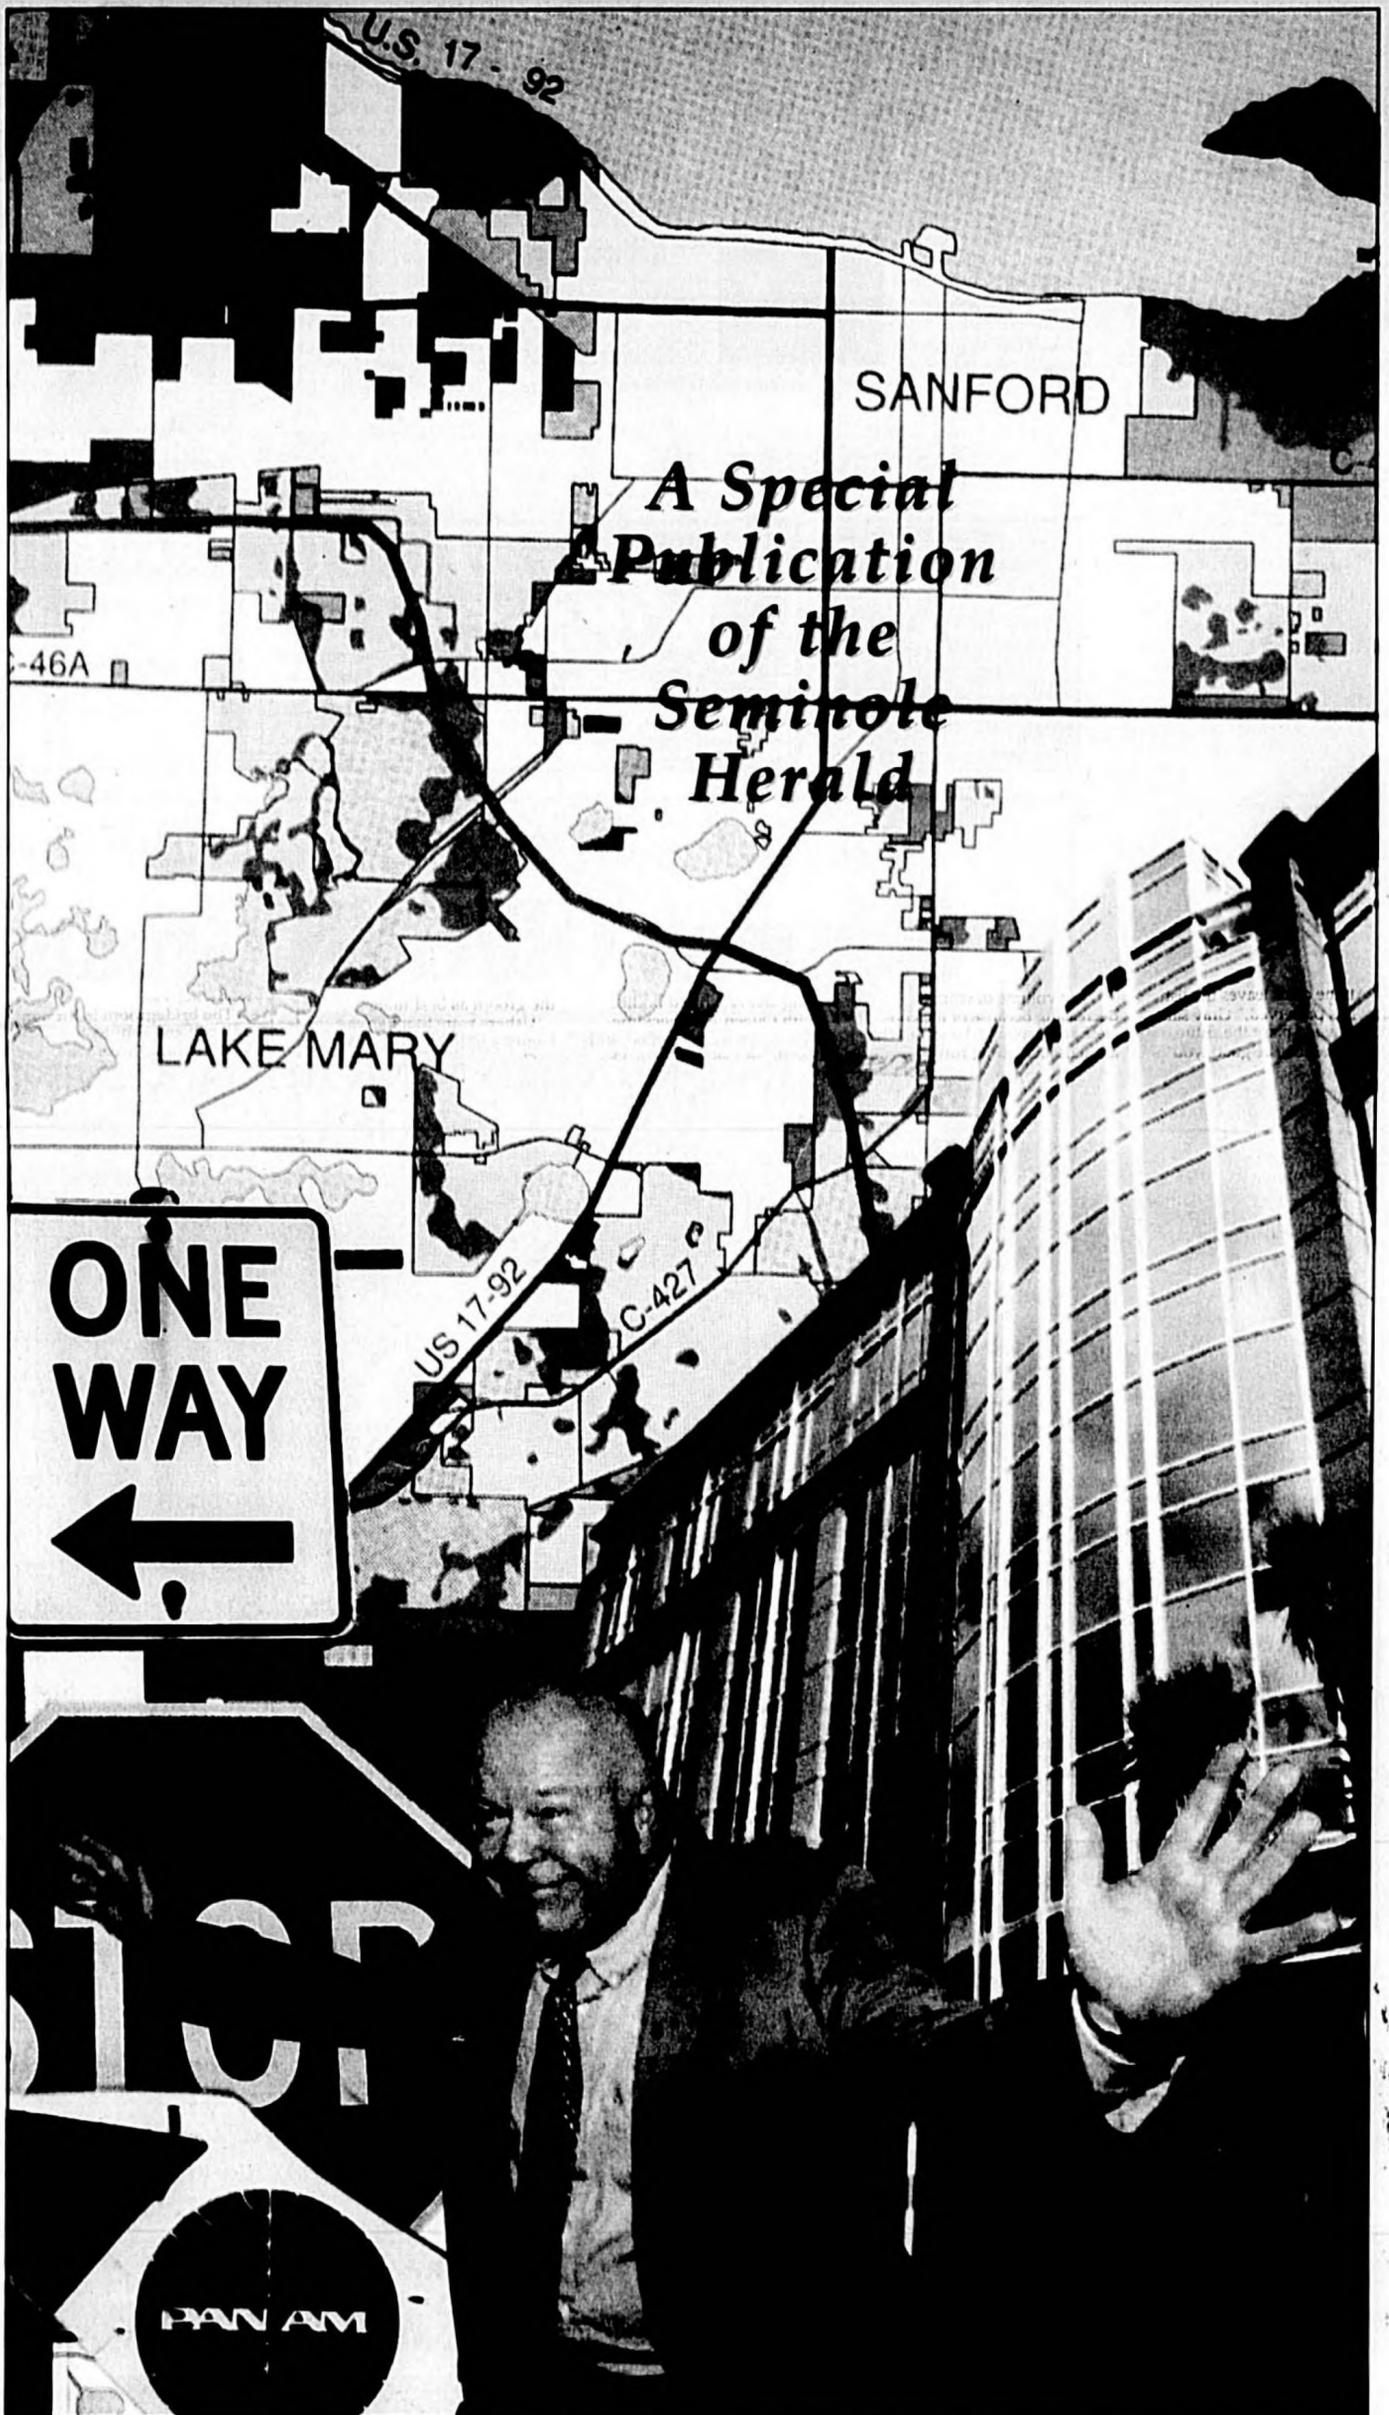 U.S. 17 - 92
SANFORD
A Special
Publication
of the
Seminole
Herald
C-46A
LAKE MARY
US 17-92
C-427
ONE
WAY
STOP
PAN AM